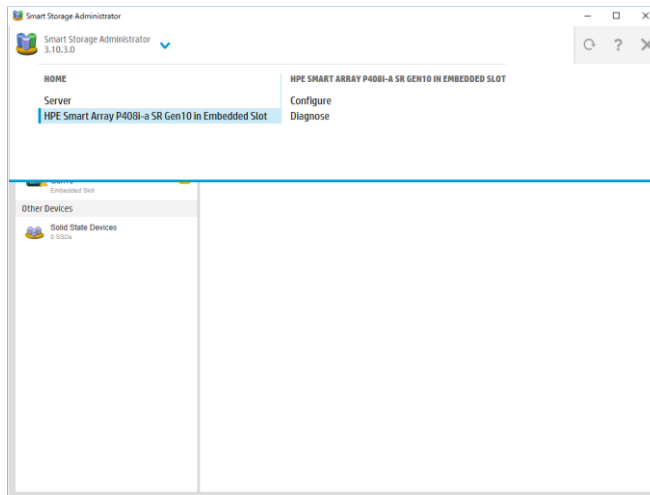 Smart Storage Administrator
Smart Storage Administrator
3.10.3.0
?
HOME
Server
HPE Smart Array P408i-a SR Gen10 in Embedded Slot
HPE SMART ARRAY P408I-A SR GEN10 IN EMBEDDED SLOT
Configure
Diagnose
Embedded Slot
Other Devices
Solid State Devices
0 SSDs